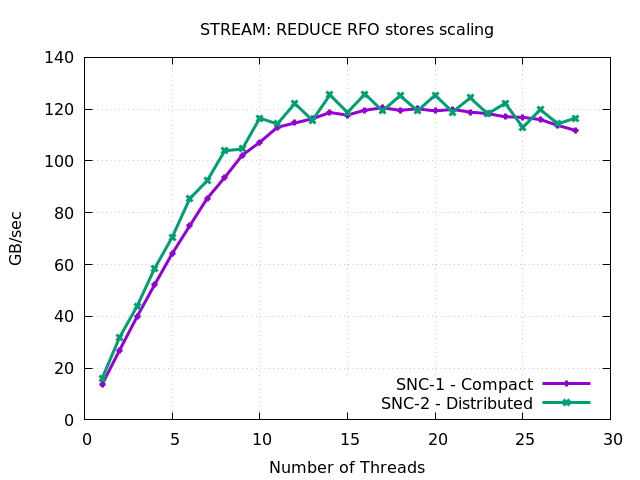 STREAM: REDUCE RFO stores scaling
140
120
100
80
60
40
20
0
GB/sec
SNC-1 - Compact
SNC-2 - Distributed
0 5 10 15 20 25 30
Number of Threads